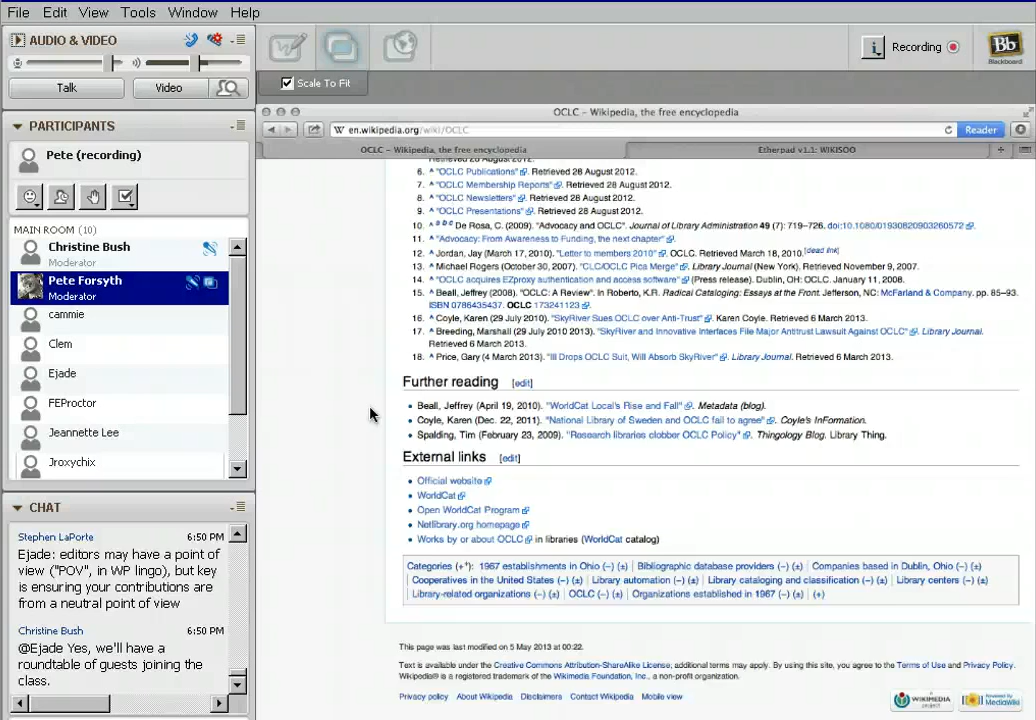 File Edit View Tools Window Help
AUDIO & VIDEO
Talk Video
PARTICIPANTS
Pete (recording)
MAIN ROOM (10)
Christine Bush
Moderator
Pete Forsyth
Moderator
cammie
Clem
Ejade
FEProctor
Jeannette Lee
Jroxychix
CHAT
Stephen LaPorte 6:50 PM
Ejade: editors may have a point of
view ("POV", in WP lingo), but key
is ensuring your contributions are
from a neutral point of view
Christine Bush 6:50 PM
@Ejade Yes, we'll have a
roundtable of guests joining the
class.
i Recording
Bb
Blackboard
Scale To Fit
OCLC – Wikipedia, the free encyclopedia
W en.wikipedia.org/wiki/OCLC Reader
OCLC – Wikipedia, the free encyclopedia Etherpad v1.1: WIKISOO +
Retrieved 28 August 2012.
6. ^ "OCLC Publications". Retrieved 28 August 2012.
7. ^ "OCLC Membership Reports". Retrieved 28 August 2012.
8. ^ "OCLC Newsletters". Retrieved 28 August 2012.
9. ^ "OCLC Presentations". Retrieved 28 August 2012.
10. ^ a b c De Rosa, C. (2009). "Advocacy and OCLC". Journal of Library Administration 49 (7): 719–726. doi:10.1080/01930820903260572.
11. ^ "Advocacy: From Awareness to Funding, the next chapter".
12. ^ Jordan, Jay (March 17, 2010). "Letter to members 2010". OCLC. Retrieved March 18, 2010.[dead link]
13. ^ Michael Rogers (October 30, 2007). "CLC/OCLC Pica Merge". Library Journal (New York). Retrieved November 9, 2007.
14. ^ "OCLC acquires EZproxy authentication and access software" (Press release). Dublin, OH: OCLC. January 11, 2008.
15. ^ Beall, Jeffrey (2008). "OCLC: A Review". In Roberto, K.R. Radical Cataloging: Essays at the Front. Jefferson, NC: McFarland & Company. pp. 85–93.
ISBN 0786435437. OCLC 173241123.
16. ^ Coyle, Karen (29 July 2010). "SkyRiver Sues OCLC over Anti-Trust". Karen Coyle. Retrieved 6 March 2013.
17. ^ Breeding, Marshall (29 July 2010 2013). "SkyRiver and Innovative Interfaces File Major Antitrust Lawsuit Against OCLC". Library Journal.
Retrieved 6 March 2013.
18. ^ Price, Gary (4 March 2013). "III Drops OCLC Suit, Will Absorb SkyRiver". Library Journal. Retrieved 6 March 2013.
Further reading [edit]
• Beall, Jeffrey (April 19, 2010). "WorldCat Local's Rise and Fall". Metadata (blog).
• Coyle, Karen (Dec. 22, 2011). "National Library of Sweden and OCLC fail to agree". Coyle's InFormation.
• Spalding, Tim (February 23, 2009). "Research libraries clobber OCLC Policy". Thingology Blog. Library Thing.
External links [edit]
• Official website
• WorldCat
• Open WorldCat Program
• Netlibrary.org homepage
• Works by or about OCLC in libraries (WorldCat catalog)
Categories (++): 1967 establishments in Ohio (−) (±) | Bibliographic database providers (−) (±) | Companies based in Dublin, Ohio (−) (±) |
Cooperatives in the United States (−) (±) | Library automation (−) (±) | Library cataloging and classification (−) (±) | Library centers (−) (±) |
Library-related organizations (−) (±) | OCLC (−) (±) | Organizations established in 1967 (−) (±) | (+)
This page was last modified on 5 May 2013 at 00:22.
Text is available under the Creative Commons Attribution-ShareAlike License; additional terms may apply. By using this site, you agree to the Terms of Use and Privacy Policy.
Wikipedia® is a registered trademark of the Wikimedia Foundation, Inc., a non-profit organization.
Privacy policy About Wikipedia Disclaimers Contact Wikimedia Mobile view
WIKIMEDIA project
Powered by MediaWiki